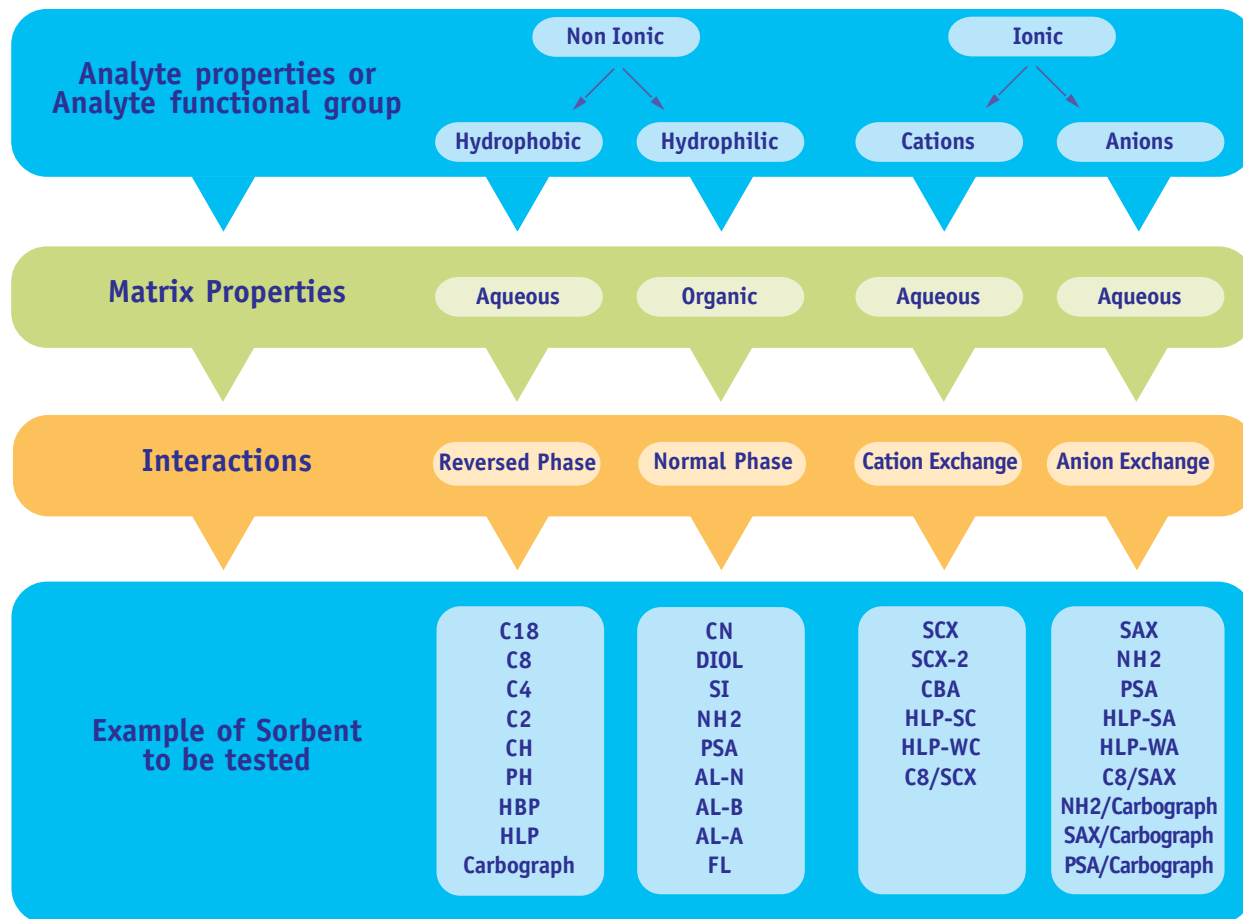 Non Ionic
Ionic
Analyte properties or
Analyte functional group
Hydrophobic
Hydrophilic
Cations
Anions
Matrix Properties
Aqueous
Organic
Aqueous
Aqueous
Interactions
Reversed Phase
Normal Phase
Cation Exchange
Anion Exchange
Example of Sorbent
to be tested
C18
C8
C4
C2
CH
PH
HBP
HLP
Carbograph
CN
DIOL
SI
NH2
PSA
AL-N
AL-B
AL-A
FL
SCX
SCX-2
CBA
HLP-SC
HLP-WC
C8/SCX
SAX
NH2
PSA
HLP-SA
HLP-WA
C8/SAX
NH2/Carbograph
SAX/Carbograph
PSA/Carbograph